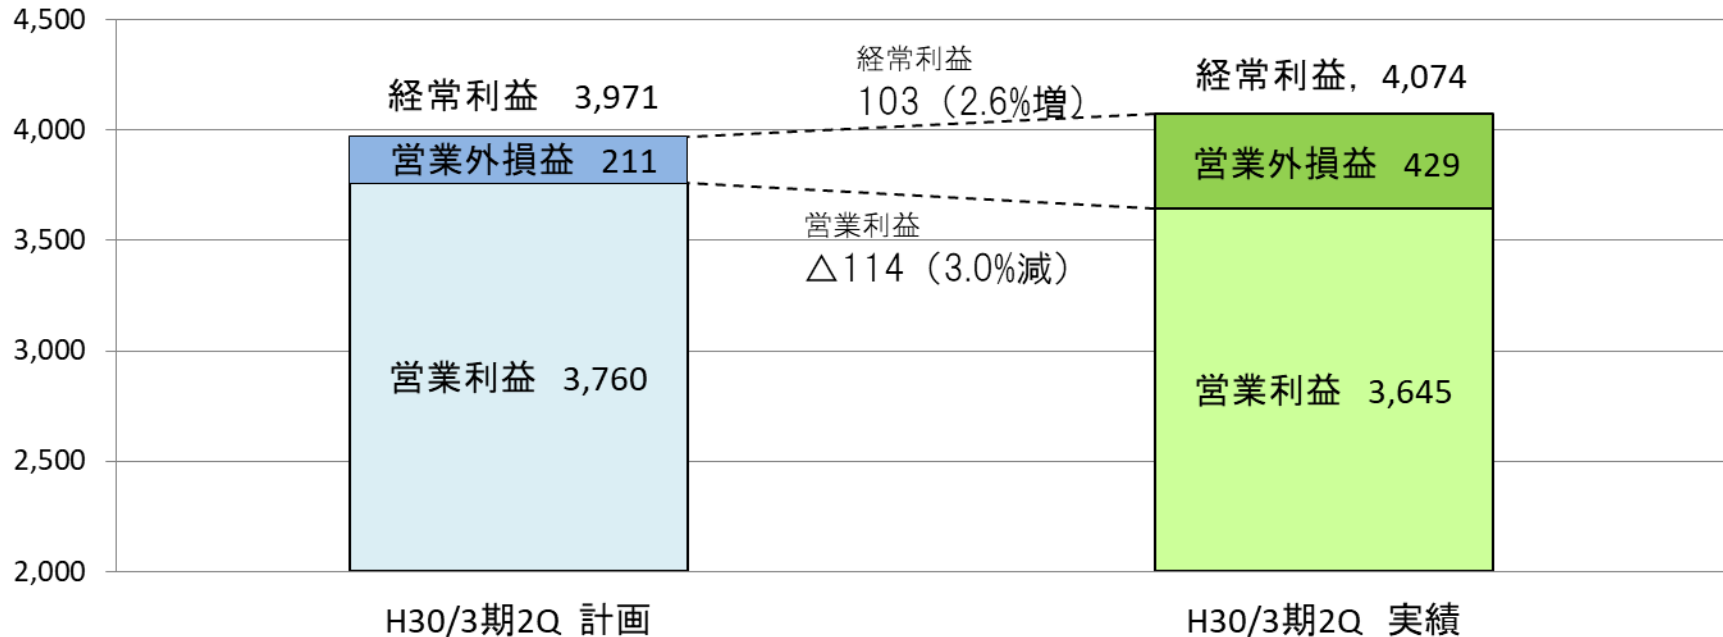 4,500
4,000
3,500
3,000
2,500
2,000
経常利益 3,971
営業外損益 211
営業利益 3,760
経常利益
103（2.6%増）
営業利益
△114（3.0%減）
経常利益, 4,074
営業外損益 429
営業利益 3,645
H30/3期2Q 計画
H30/3期2Q 実績